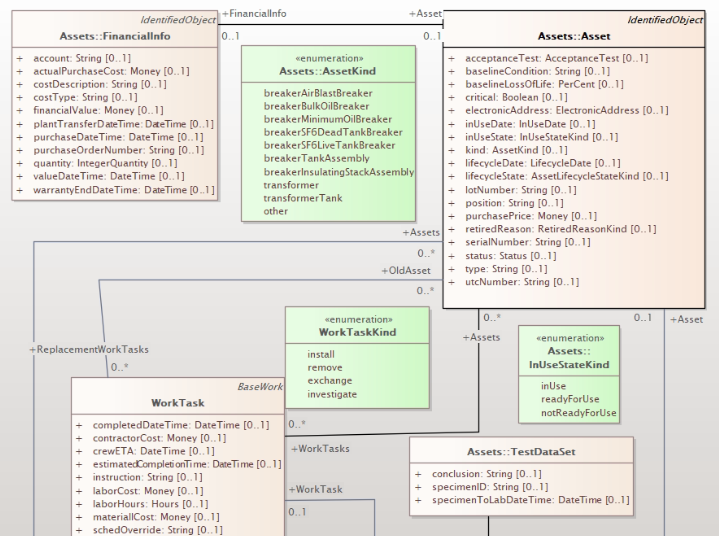 IdentifiedObject
Assets::FinancialInfo
+ account: String [0..1]
+ actualPurchaseCost: Money [0..1]
+ costDescription: String [0..1]
+ costType: String [0..1]
+ financialValue: Money [0..1]
+ plantTransferDateTime: DateTime [0..1]
+ purchaseDateTime: DateTime [0..1]
+ purchaseOrderNumber: String [0..1]
+ quantity: IntegerQuantity [0..1]
+ valueDateTime: DateTime [0..1]
+ warrantyEndDateTime: DateTime [0..1]
+FinancialInfo
0..1
+Asset
0..1
«enumeration»
Assets::AssetKind
breakerAirBlastBreaker
breakerBulkOilBreaker
breakerMinimumOilBreaker
breakerSF6DeadTankBreaker
breakerSF6LiveTankBreaker
breakerTankAssembly
breakerInsulatingStackAssembly
transformer
transformerTank
other
IdentifiedObject
Assets::Asset
+ acceptanceTest: AcceptanceTest [0..1]
+ baselineCondition: String [0..1]
+ baselineLossOfLife: PerCent [0..1]
+ critical: Boolean [0..1]
+ electronicAddress: ElectronicAddress [0..1]
+ inUseDate: InUseDate [0..1]
+ inUseState: InUseStateKind [0..1]
+ kind: AssetKind [0..1]
+ lifecycleDate: LifecycleDate [0..1]
+ lifecycleState: AssetLifecycleStateKind [0..1]
+ lotNumber: String [0..1]
+ position: String [0..1]
+ purchasePrice: Money [0..1]
+ retiredReason: RetiredReasonKind [0..1]
+ serialNumber: String [0..1]
+ status: Status [0..1]
+ type: String [0..1]
+ utcNumber: String [0..1]
+Assets
0..*
+OldAsset
0..*
+ReplacementWorkTasks
0..*
«enumeration»
WorkTaskKind
install
remove
exchange
investigate
0..*
+Assets
0..1
+Asset
«enumeration»
Assets::
InUseStateKind
inUse
readyForUse
notReadyForUse
BaseWork
WorkTask
+ completedDateTime: DateTime [0..1]
+ contractorCost: Money [0..1]
+ crewETA: DateTime [0..1]
+ estimatedCompletionTime: DateTime [0..1]
+ instruction: String [0..1]
+ laborCost: Money [0..1]
+ laborHours: Hours [0..1]
+ materialCost: Money [0..1]
+ schedOverride: String [0..1]
0..*
+WorkTasks
+WorkTask
0..1
Assets::TestDataSet
+ conclusion: String [0..1]
+ specimenID: String [0..1]
+ specimenToLabDateTime: DateTime [0..1]